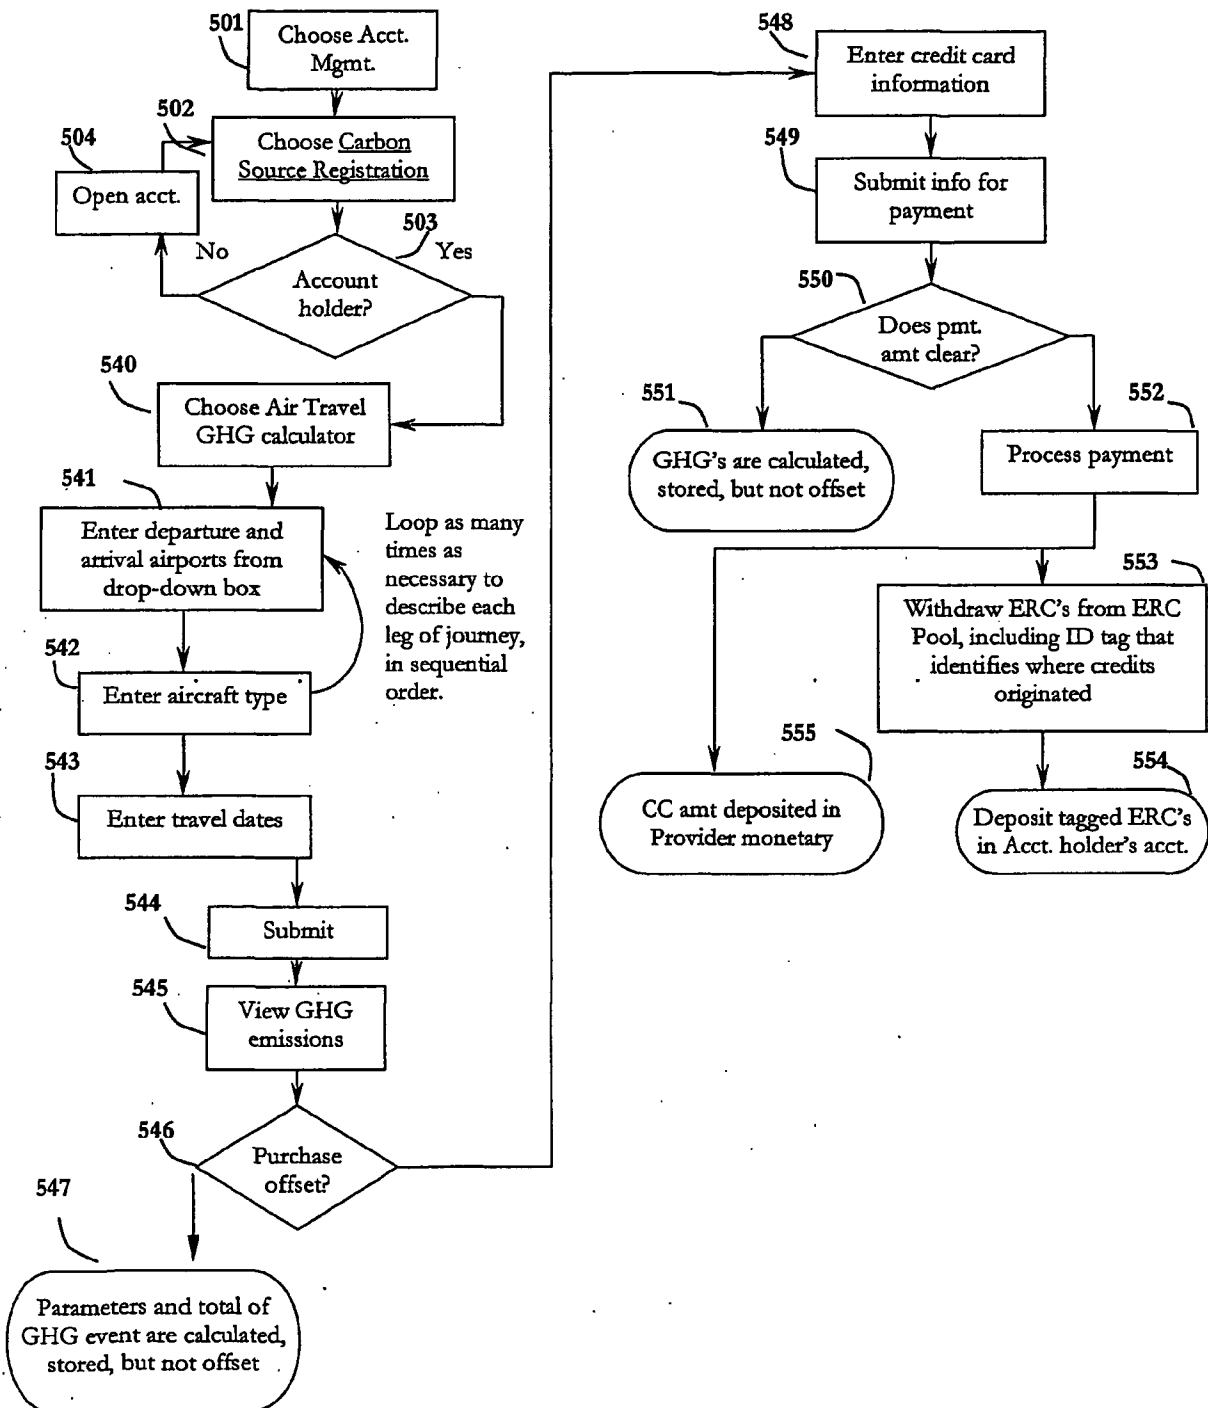 501
Choose Acct.
Mgmt.
502
Choose Carbon
Source Registration
504
Open acct.
503
No
Yes
Account
holder?
540
Choose Air Travel
GHG calculator
541
Enter departure and
arrival airports from
drop-down box
Loop as many
times as
necessary to
describe each
leg of journey,
in sequential
order.
542
Enter aircraft type
543
Enter travel dates
544
Submit
545
View GHG
emissions
546
Purchase
offset?
547
Parameters and total of
GHG event are calculated,
stored, but not offset
548
Enter credit card
information
549
Submit info for
payment
550
Does pmt.
amt clear?
551
GHG's are calculated,
stored, but not offset
552
Process payment
553
Withdraw ERC's from ERC
Pool, including ID tag that
identifies where credits
originated
555
CC amt deposited in
Provider monetary
554
Deposit tagged ERC's
in Acct. holder's acct.